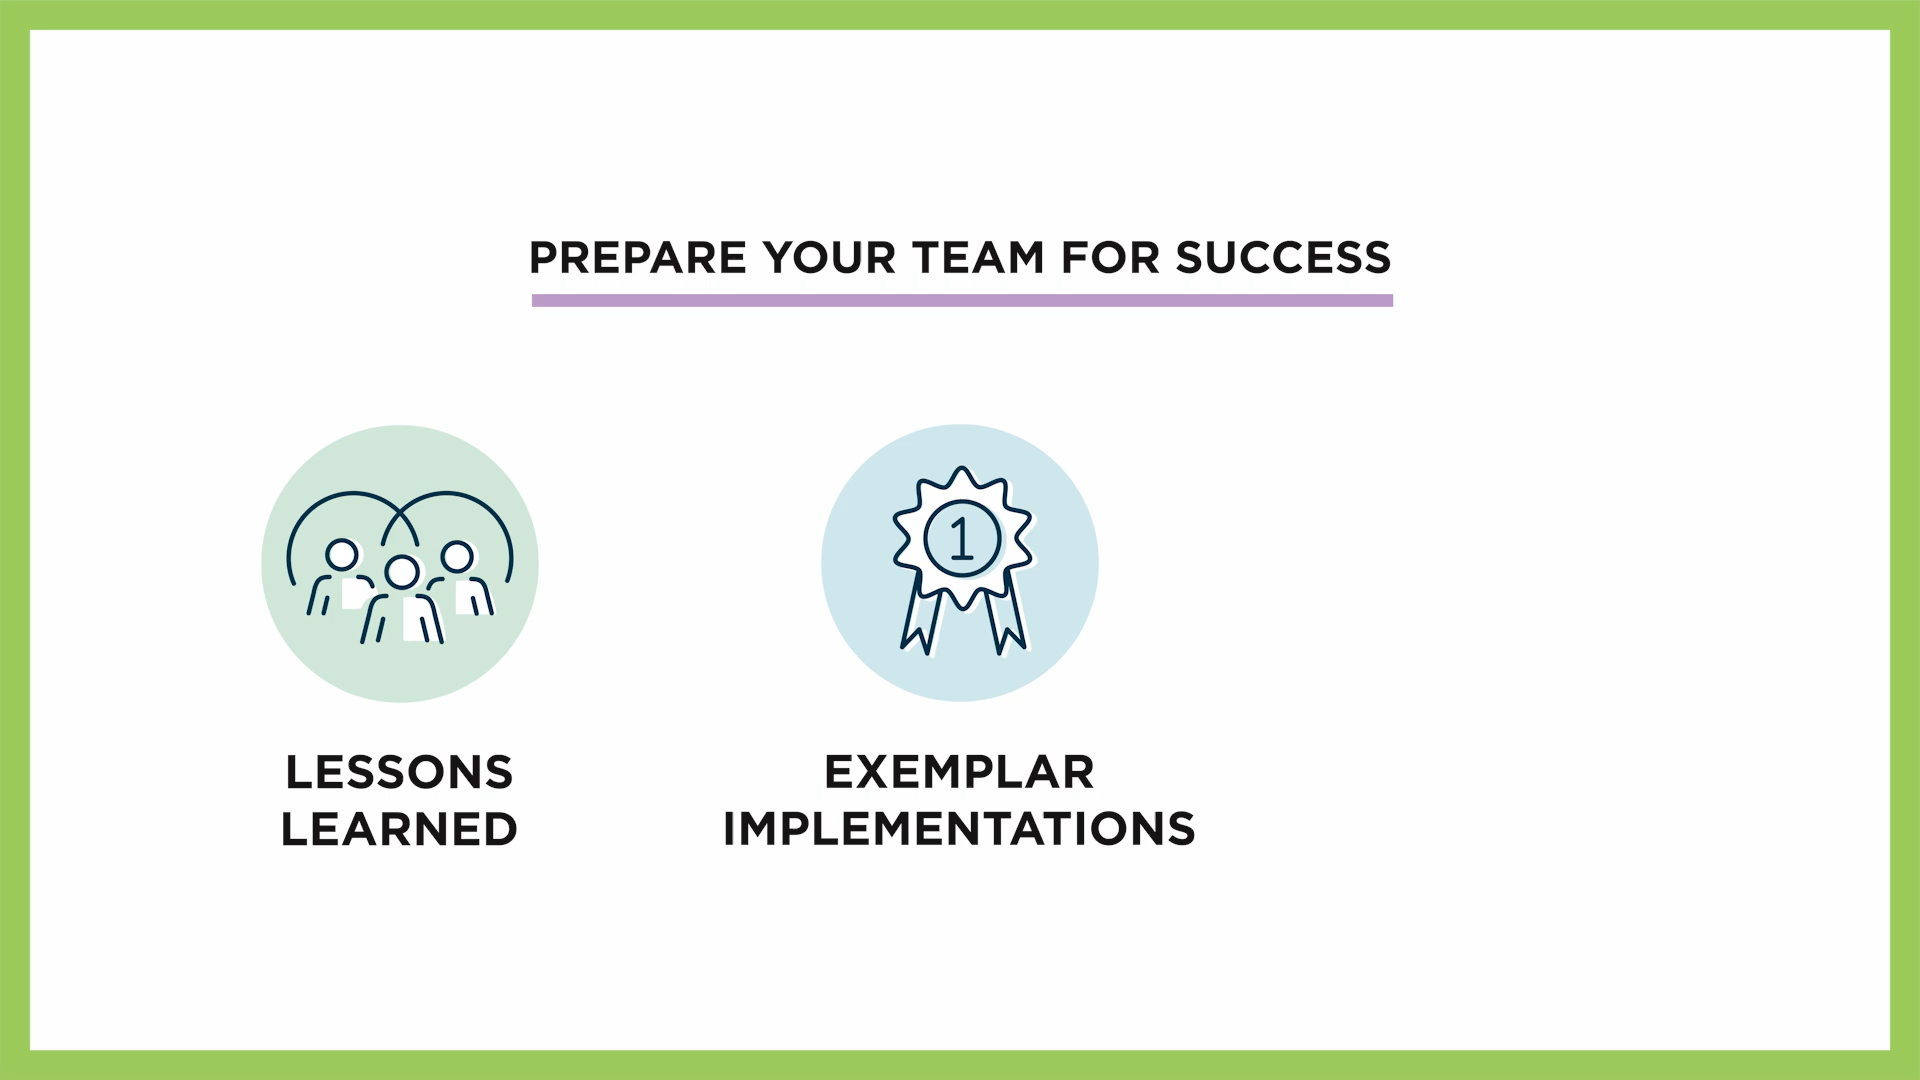 PREPARE YOUR TEAM FOR SUCCESS
1
LESSONS
LEARNED
EXEMPLAR
IMPLEMENTATIONS